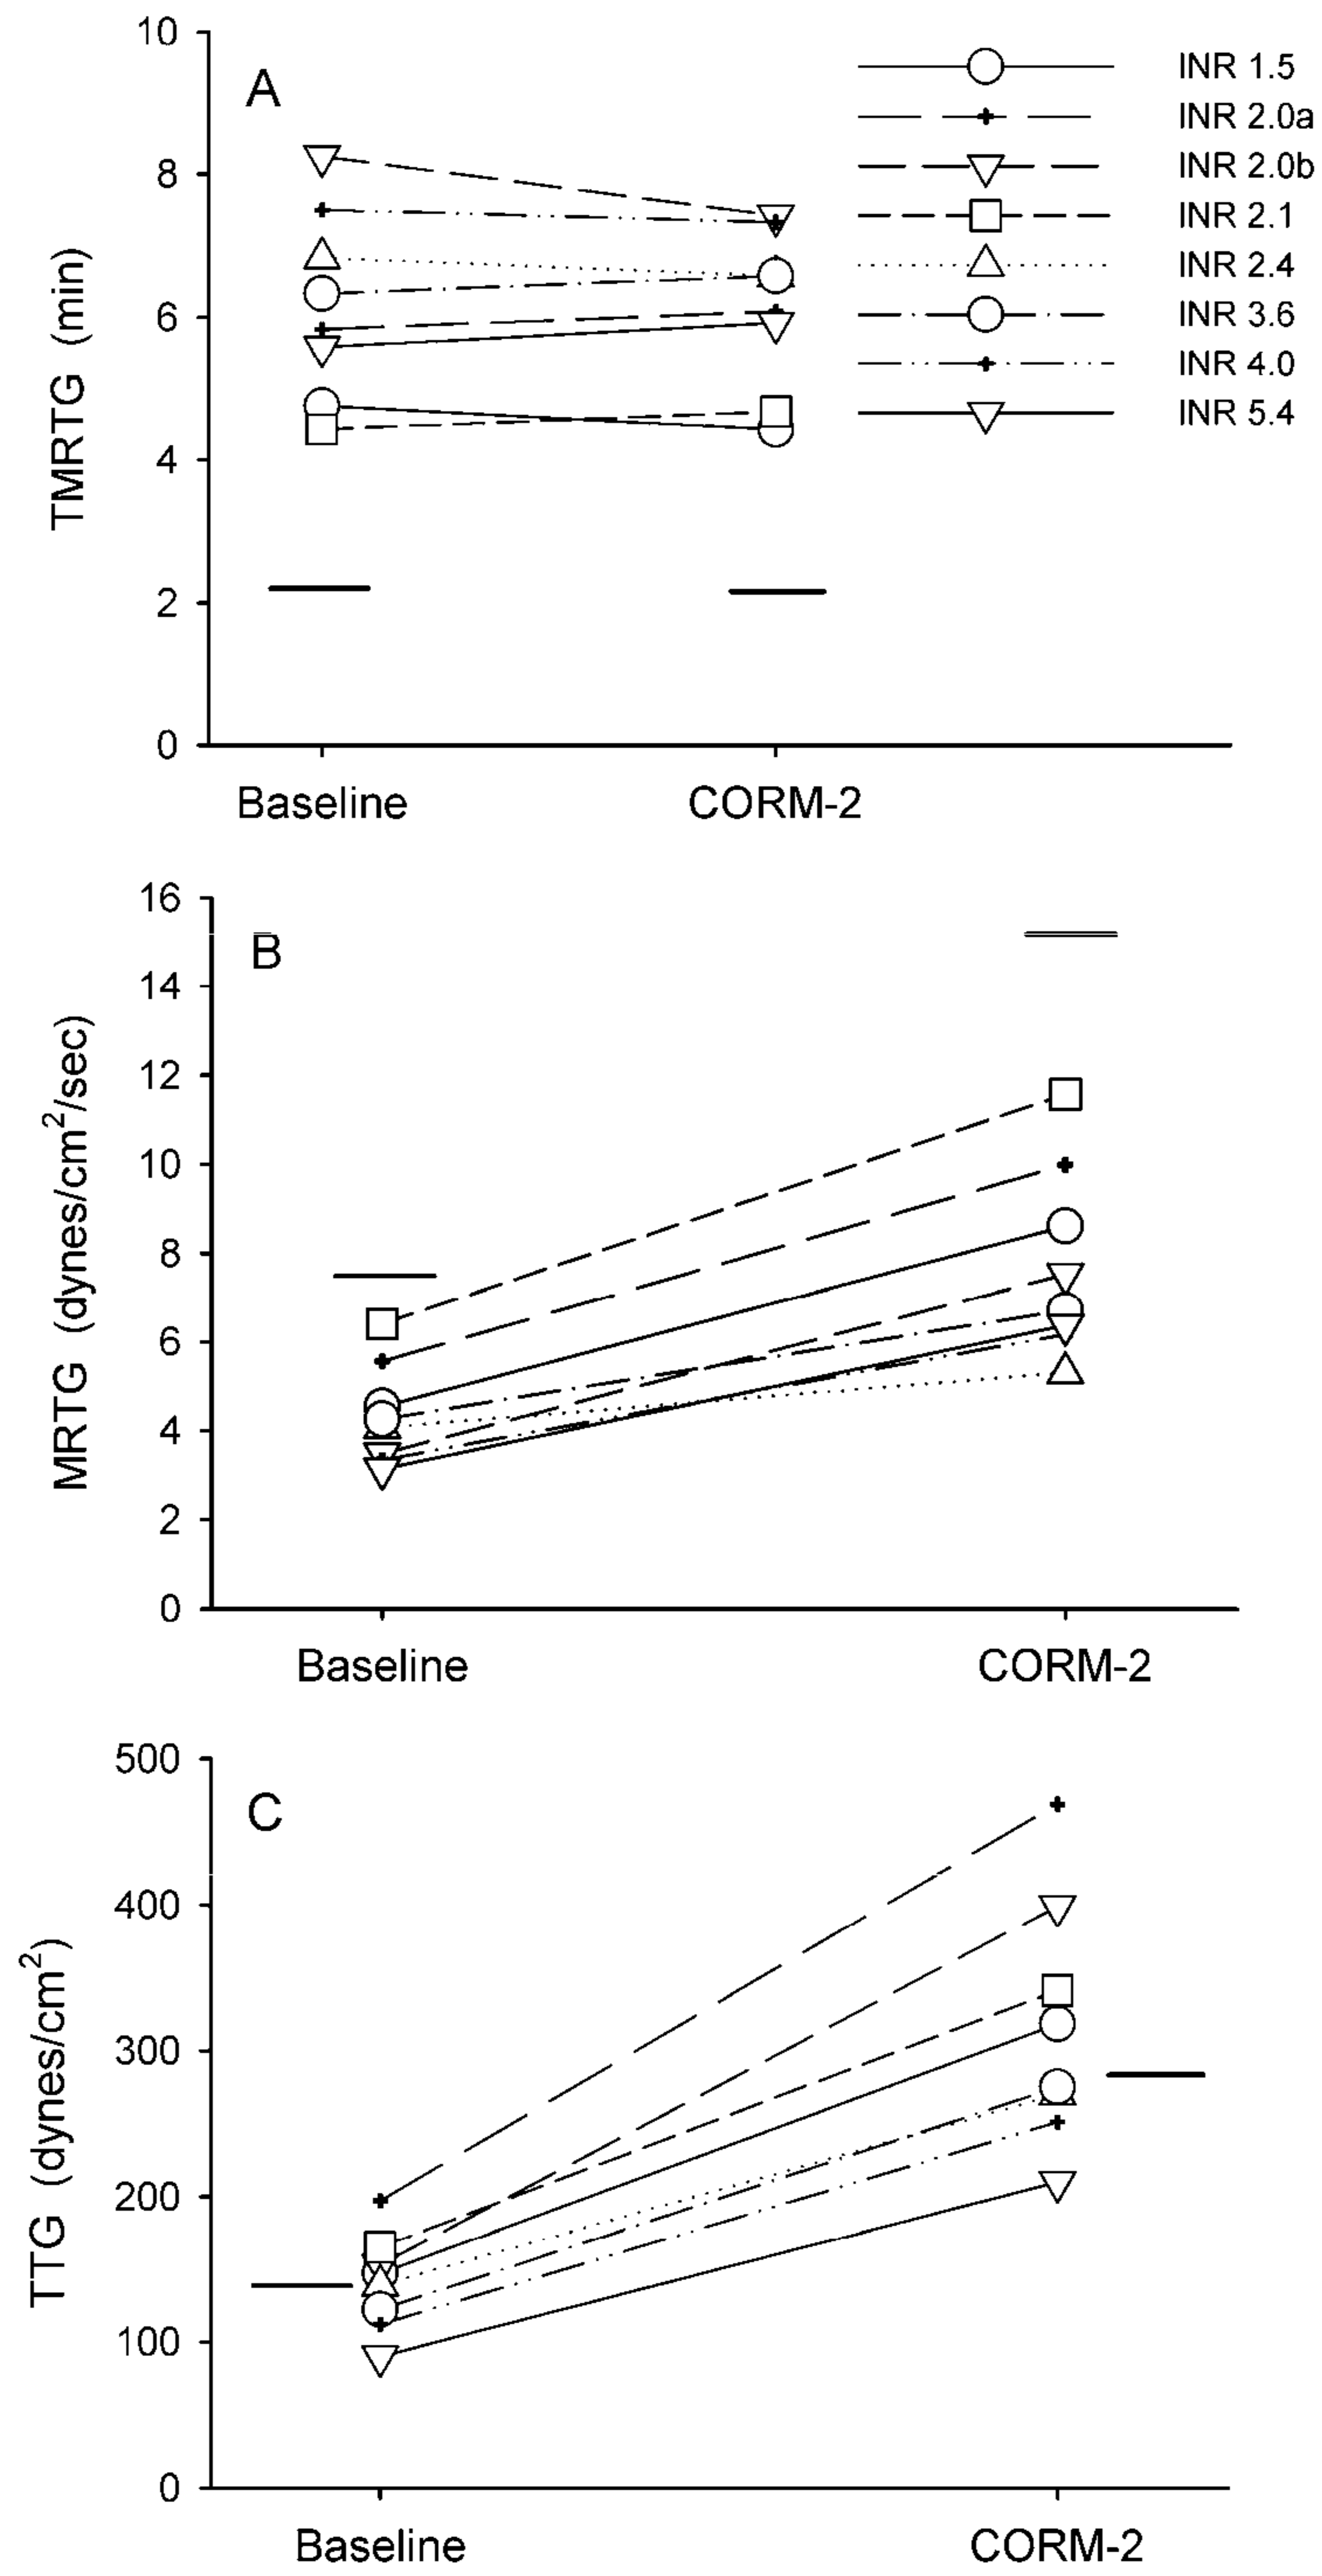 10
8
6
4
2
0
TMRTG (min)
A
INR 1.5
INR 2.0a
INR 2.0b
INR 2.1
INR 2.4
INR 3.6
INR 4.0
INR 5.4
Baseline CORM-2
16
14
12
10
8
6
4
2
0
MRTG (dynes/cm²/sec)
B
Baseline CORM-2
500
400
300
200
100
0
TTG (dynes/cm²)
C
Baseline CORM-2